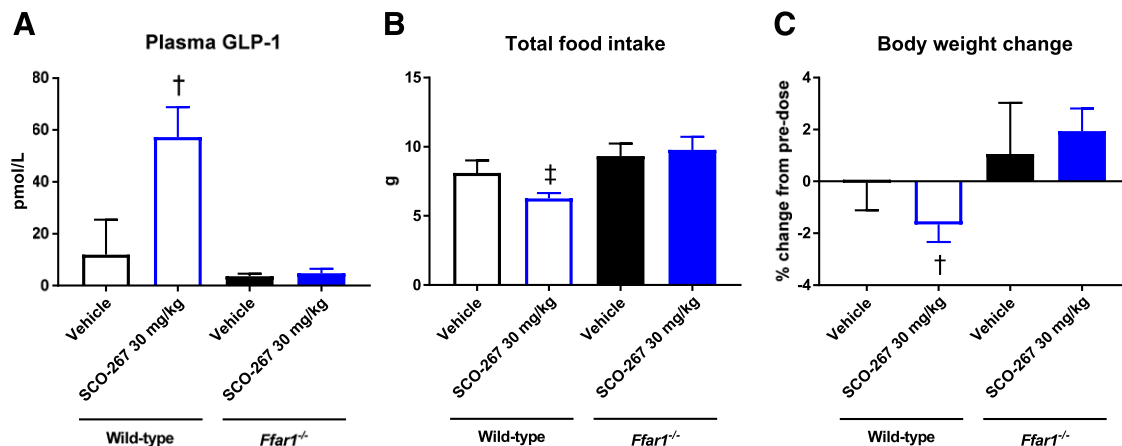 A
Plasma GLP-1
†
80
60
40
20
0
pmol/L
Vehicle
SCO-267 30 mg/kg
Vehicle
SCO-267 30 mg/kg
Wild-type
Ffar1-/-
B
Total food intake
‡
15
10
5
0
g
Vehicle
SCO-267 30 mg/kg
Vehicle
SCO-267 30 mg/kg
Wild-type
Ffar1-/-
C
Body weight change
4
2
0
-2
-4
% change from pre-dose
†
Vehicle
SCO-267 30 mg/kg
Vehicle
SCO-267 30 mg/kg
Wild-type
Ffar1-/-